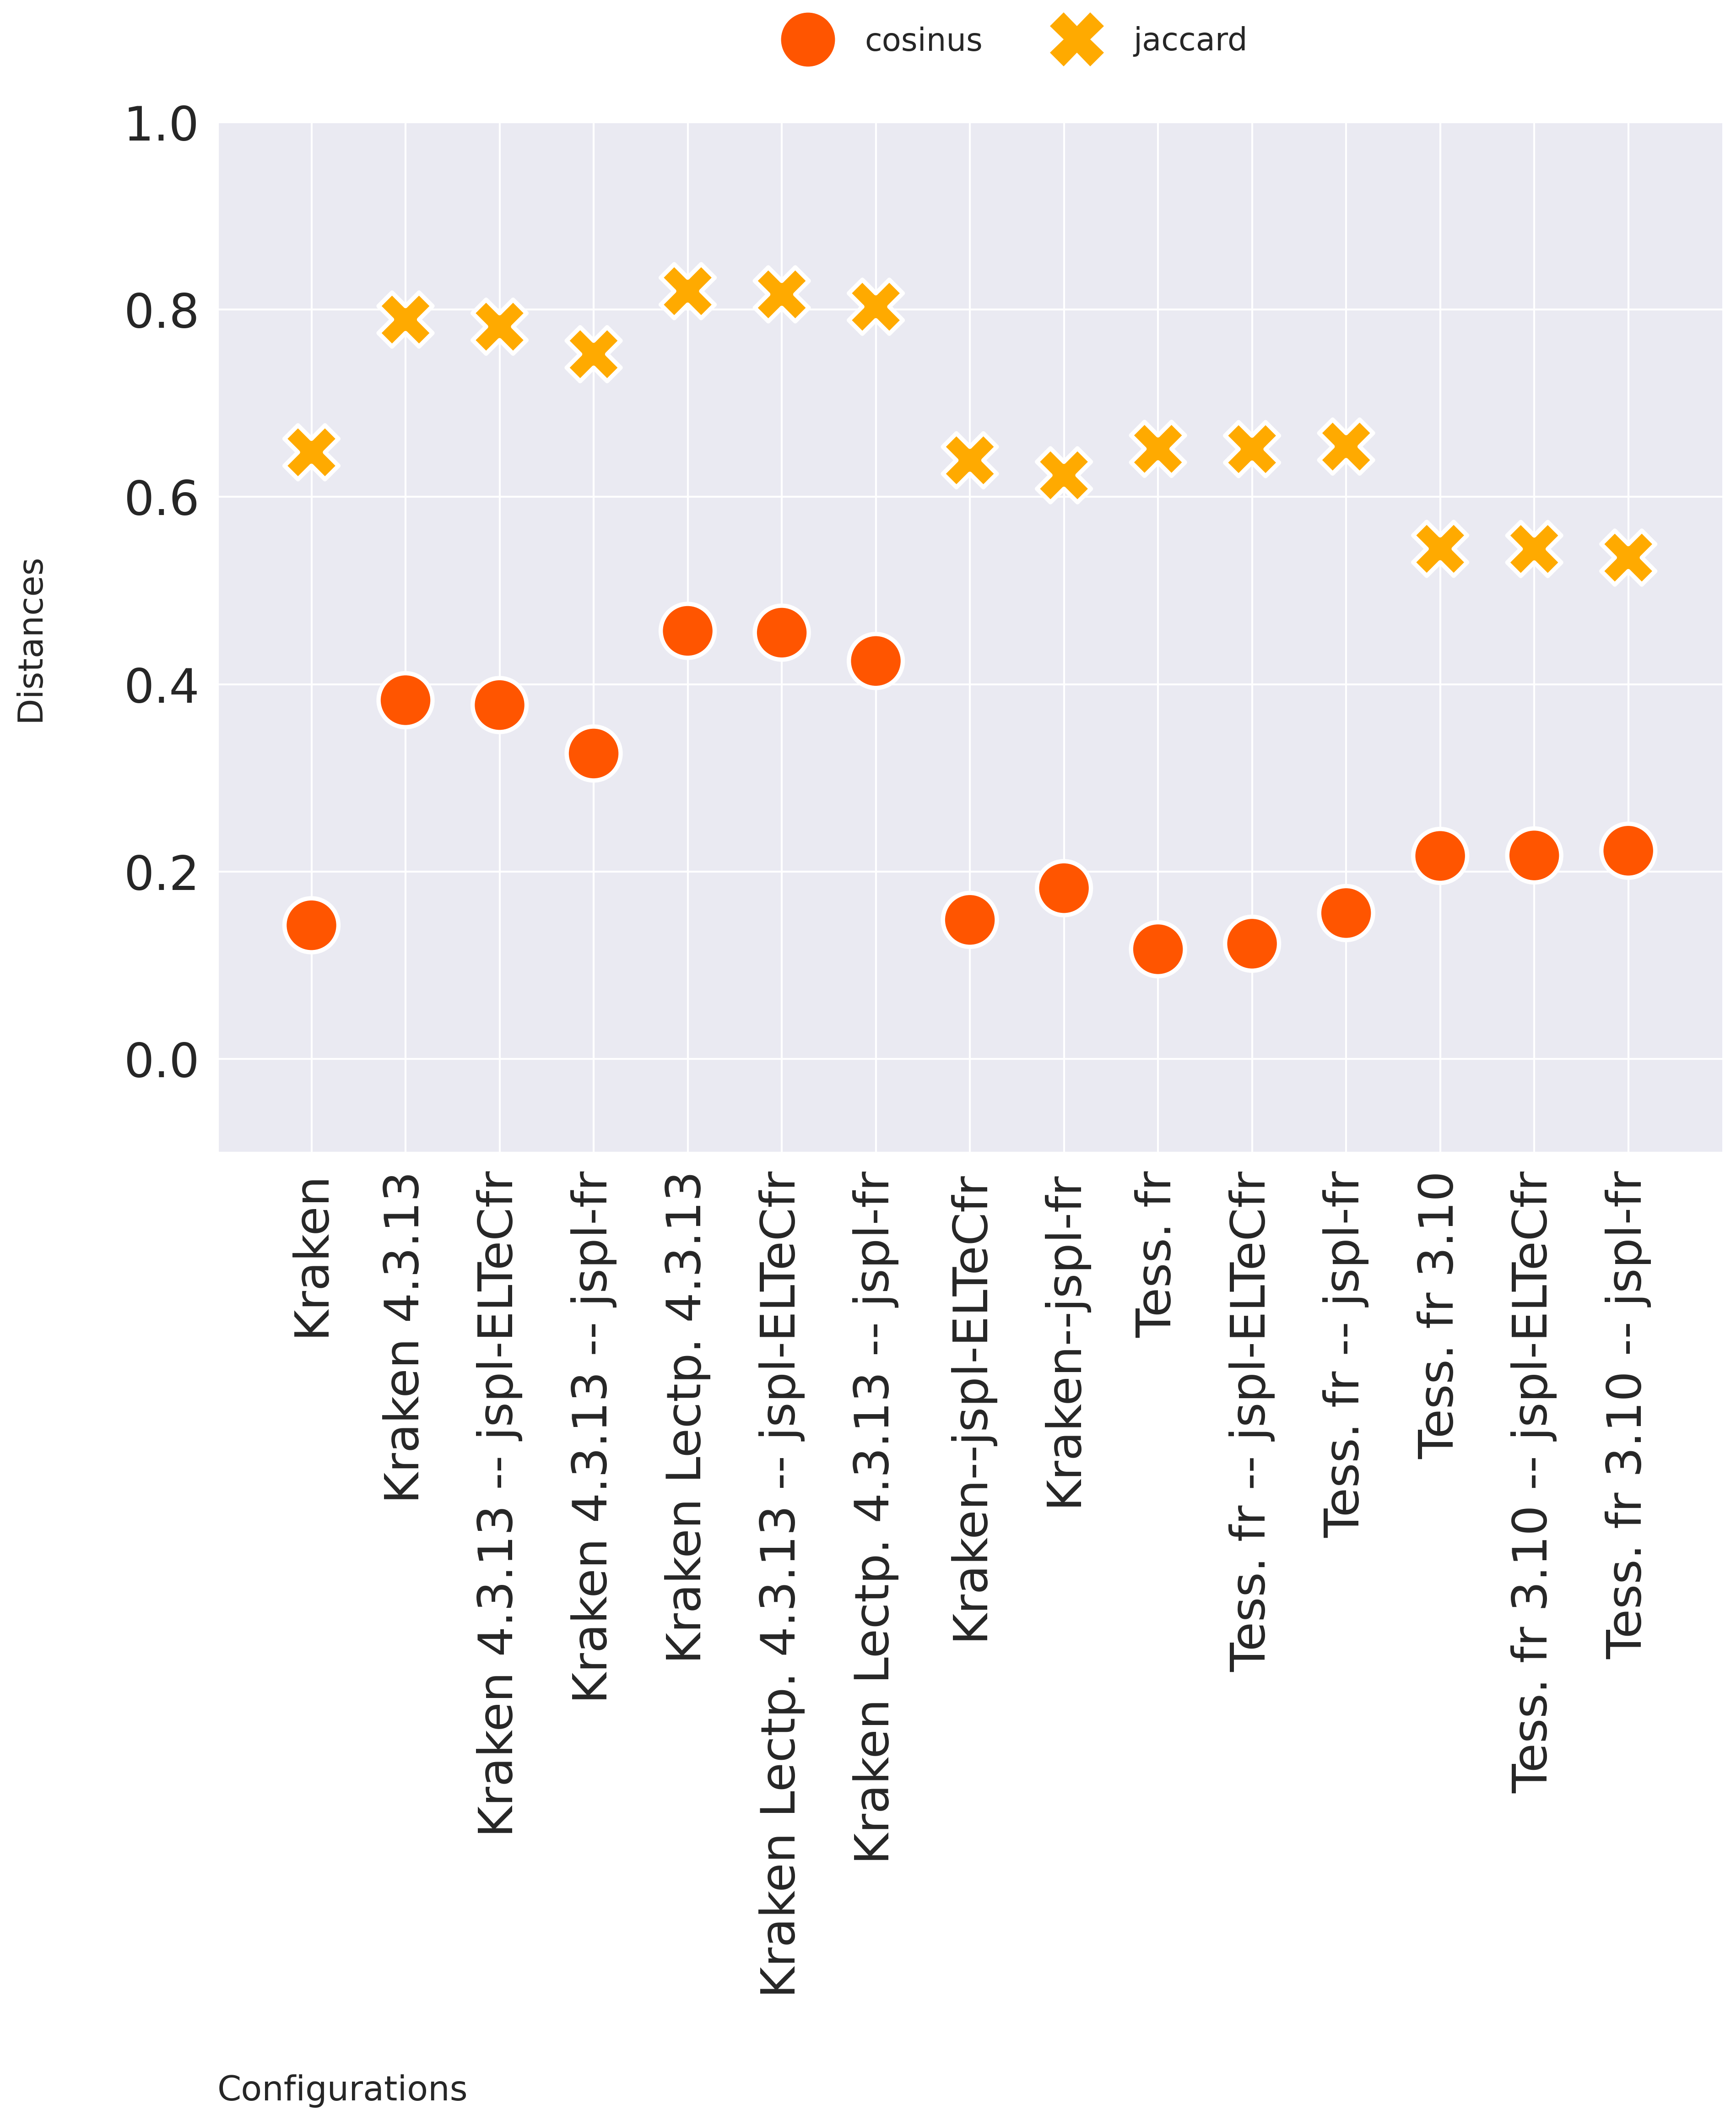 cosinus
jaccard
1.0
0.8
0.6
0.4
0.2
0.0
Distances
Kraken
Kraken 4.3.13
Kraken 4.3.13 -- jspl-ELTeCfr
Kraken 4.3.13 -- jspl-fr
Kraken Lectp. 4.3.13
Kraken Lectp. 4.3.13 -- jspl-ELTeCfr
Kraken Lectp. 4.3.13 -- jspl-fr
Kraken--jspl-ELTeCfr
Kraken--jspl-fr
Tess. fr
Tess. fr -- jspl-ELTeCfr
Tess. fr -- jspl-fr
Tess. fr 3.10
Tess. fr 3.10 -- jspl-ELTeCfr
Tess. fr 3.10 -- jspl-fr
Configurations